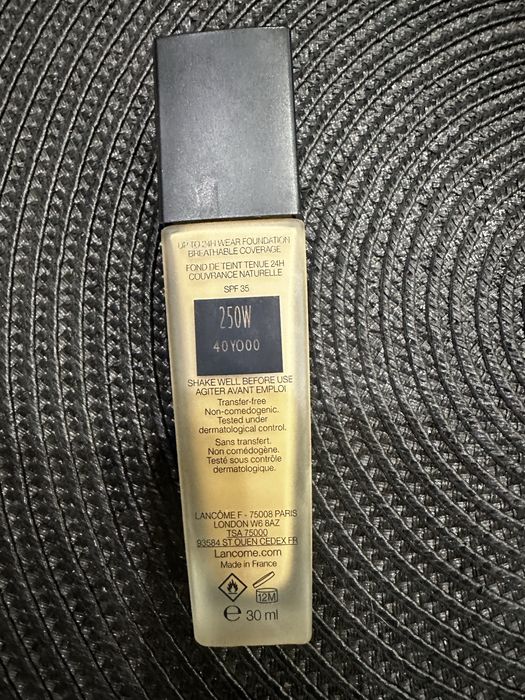 UP TO 24H WEAR FOUNDATION
BREATHABLE COVERAGE
FOND DE TEINT TENUE 24H
COUVRANCE NATURELLE
SPF 35
250W
40YO00
SHAKE WELL BEFORE USE
AGITER AVANT EMPLOI
Transfer-free
Non-comedogenic.
Tested under
dermatological control.
Sans transfert.
Non comédogène.
Testé sous contrôle
dermatologique.
LANCÔME F - 75008 PARIS
LONDON W6 8AZ
TSA 75000
93584 ST OUEN CEDEX FR
Lancome.com
Made in France
12M
e 30 ml